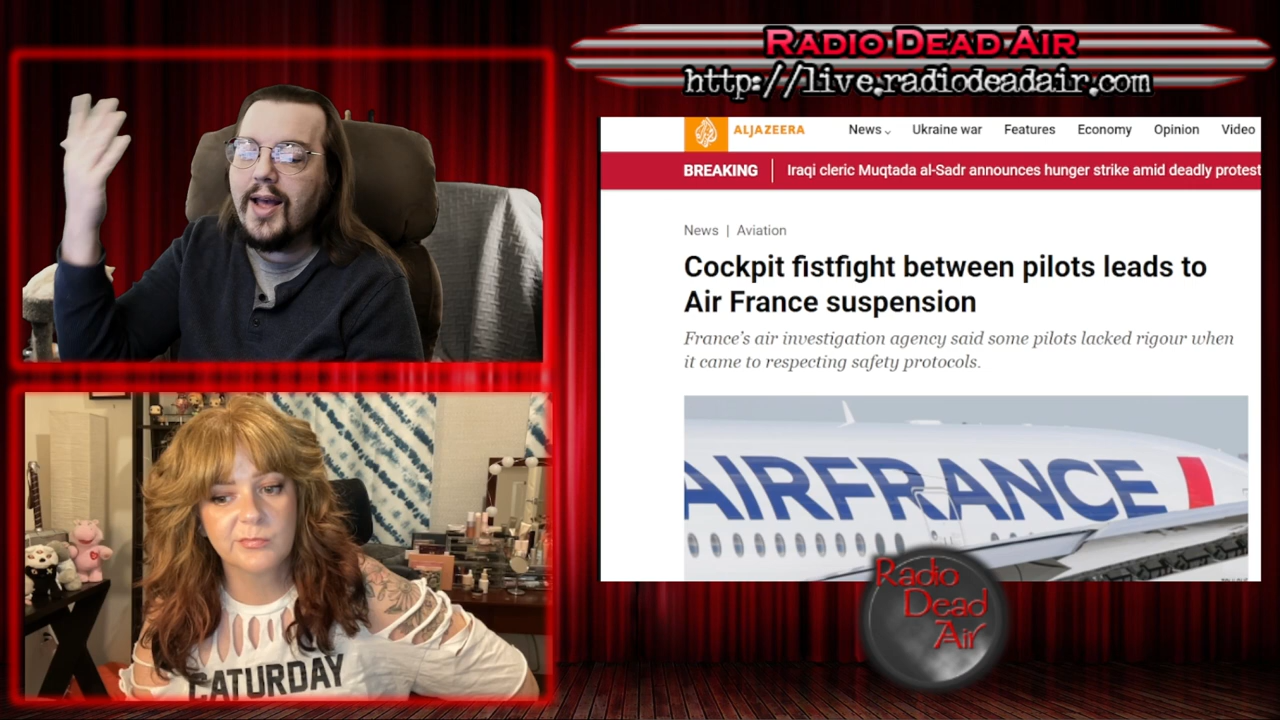 Radio Dead Air
http://live.radiodeadair.com
ALJAZEERA
News Ukraine war Features Economy Opinion Video
BREAKING Iraqi cleric Muqtada al-Sadr announces hunger strike amid deadly protest
News | Aviation
Cockpit fistfight between pilots leads to
Air France suspension
France’s air investigation agency said some pilots lacked rigour when
it came to respecting safety protocols.
AIRFRANCE
Radio
Dead
Air
CATURDAY